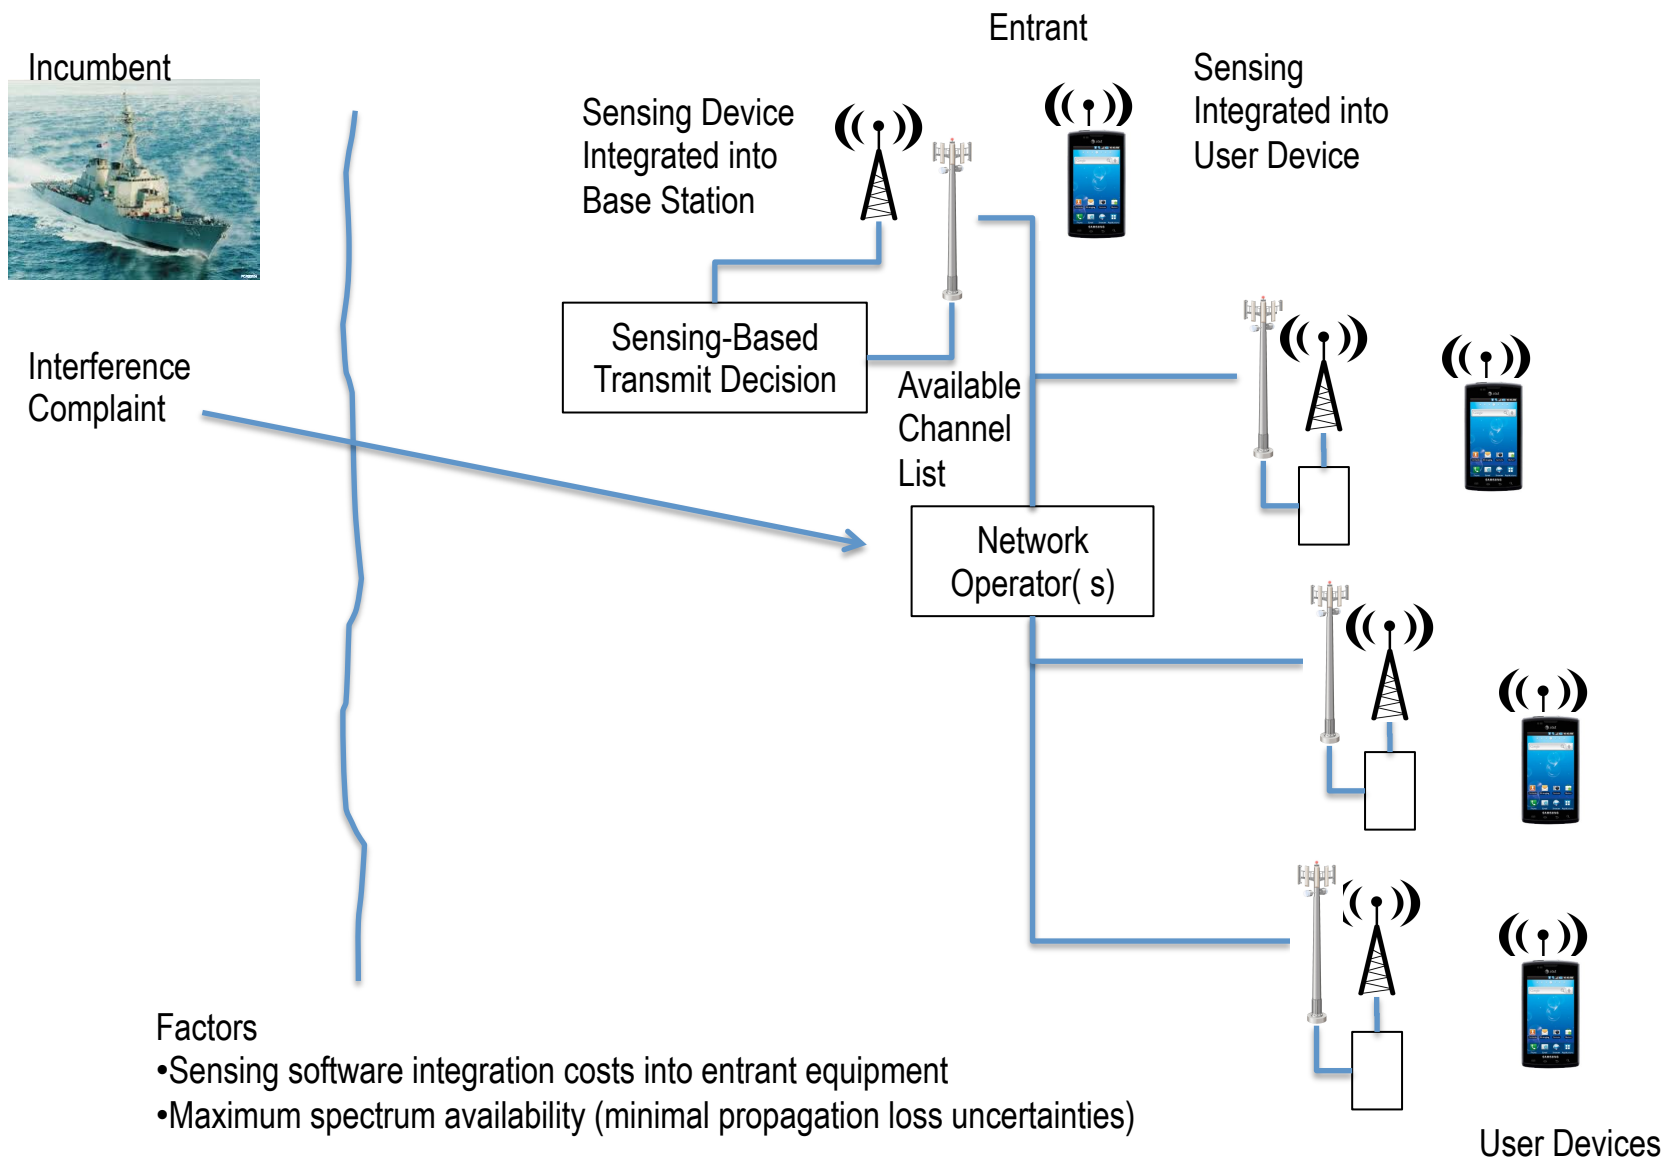 Entrant
Incumbent
Sensing
Integrated into
User Device
Sensing Device
Integrated into
Base Station
Sensing-Based
Transmit Decision
Interference
Complaint
Available
Channel
List
Network
Operator( s)
Factors
•Sensing software integration costs into entrant equipment
•Maximum spectrum availability (minimal propagation loss uncertainties)
User Devices